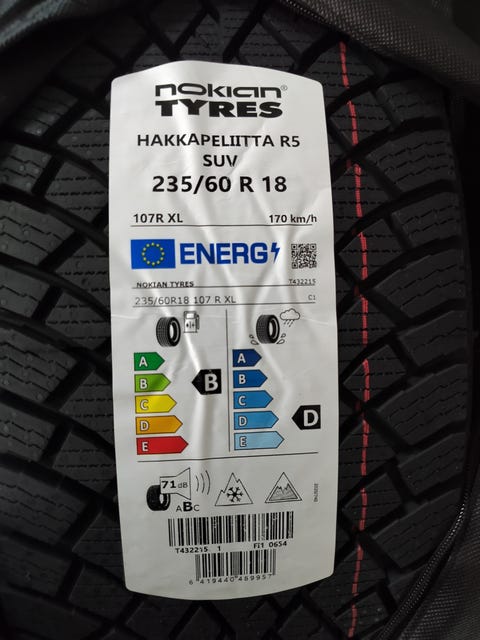 nokian®
TYRES
HAKKAPELIITTA R5
SUV
235/60 R 18
107R XL 170 km/h
ENERG
NOKIAN TYRES T432215
235/60R18 107 R XL C1
A A
B B B
C C
D D D
E E
71 dB
ABC
T432215 1 Fi1 0654
6 419440 469957